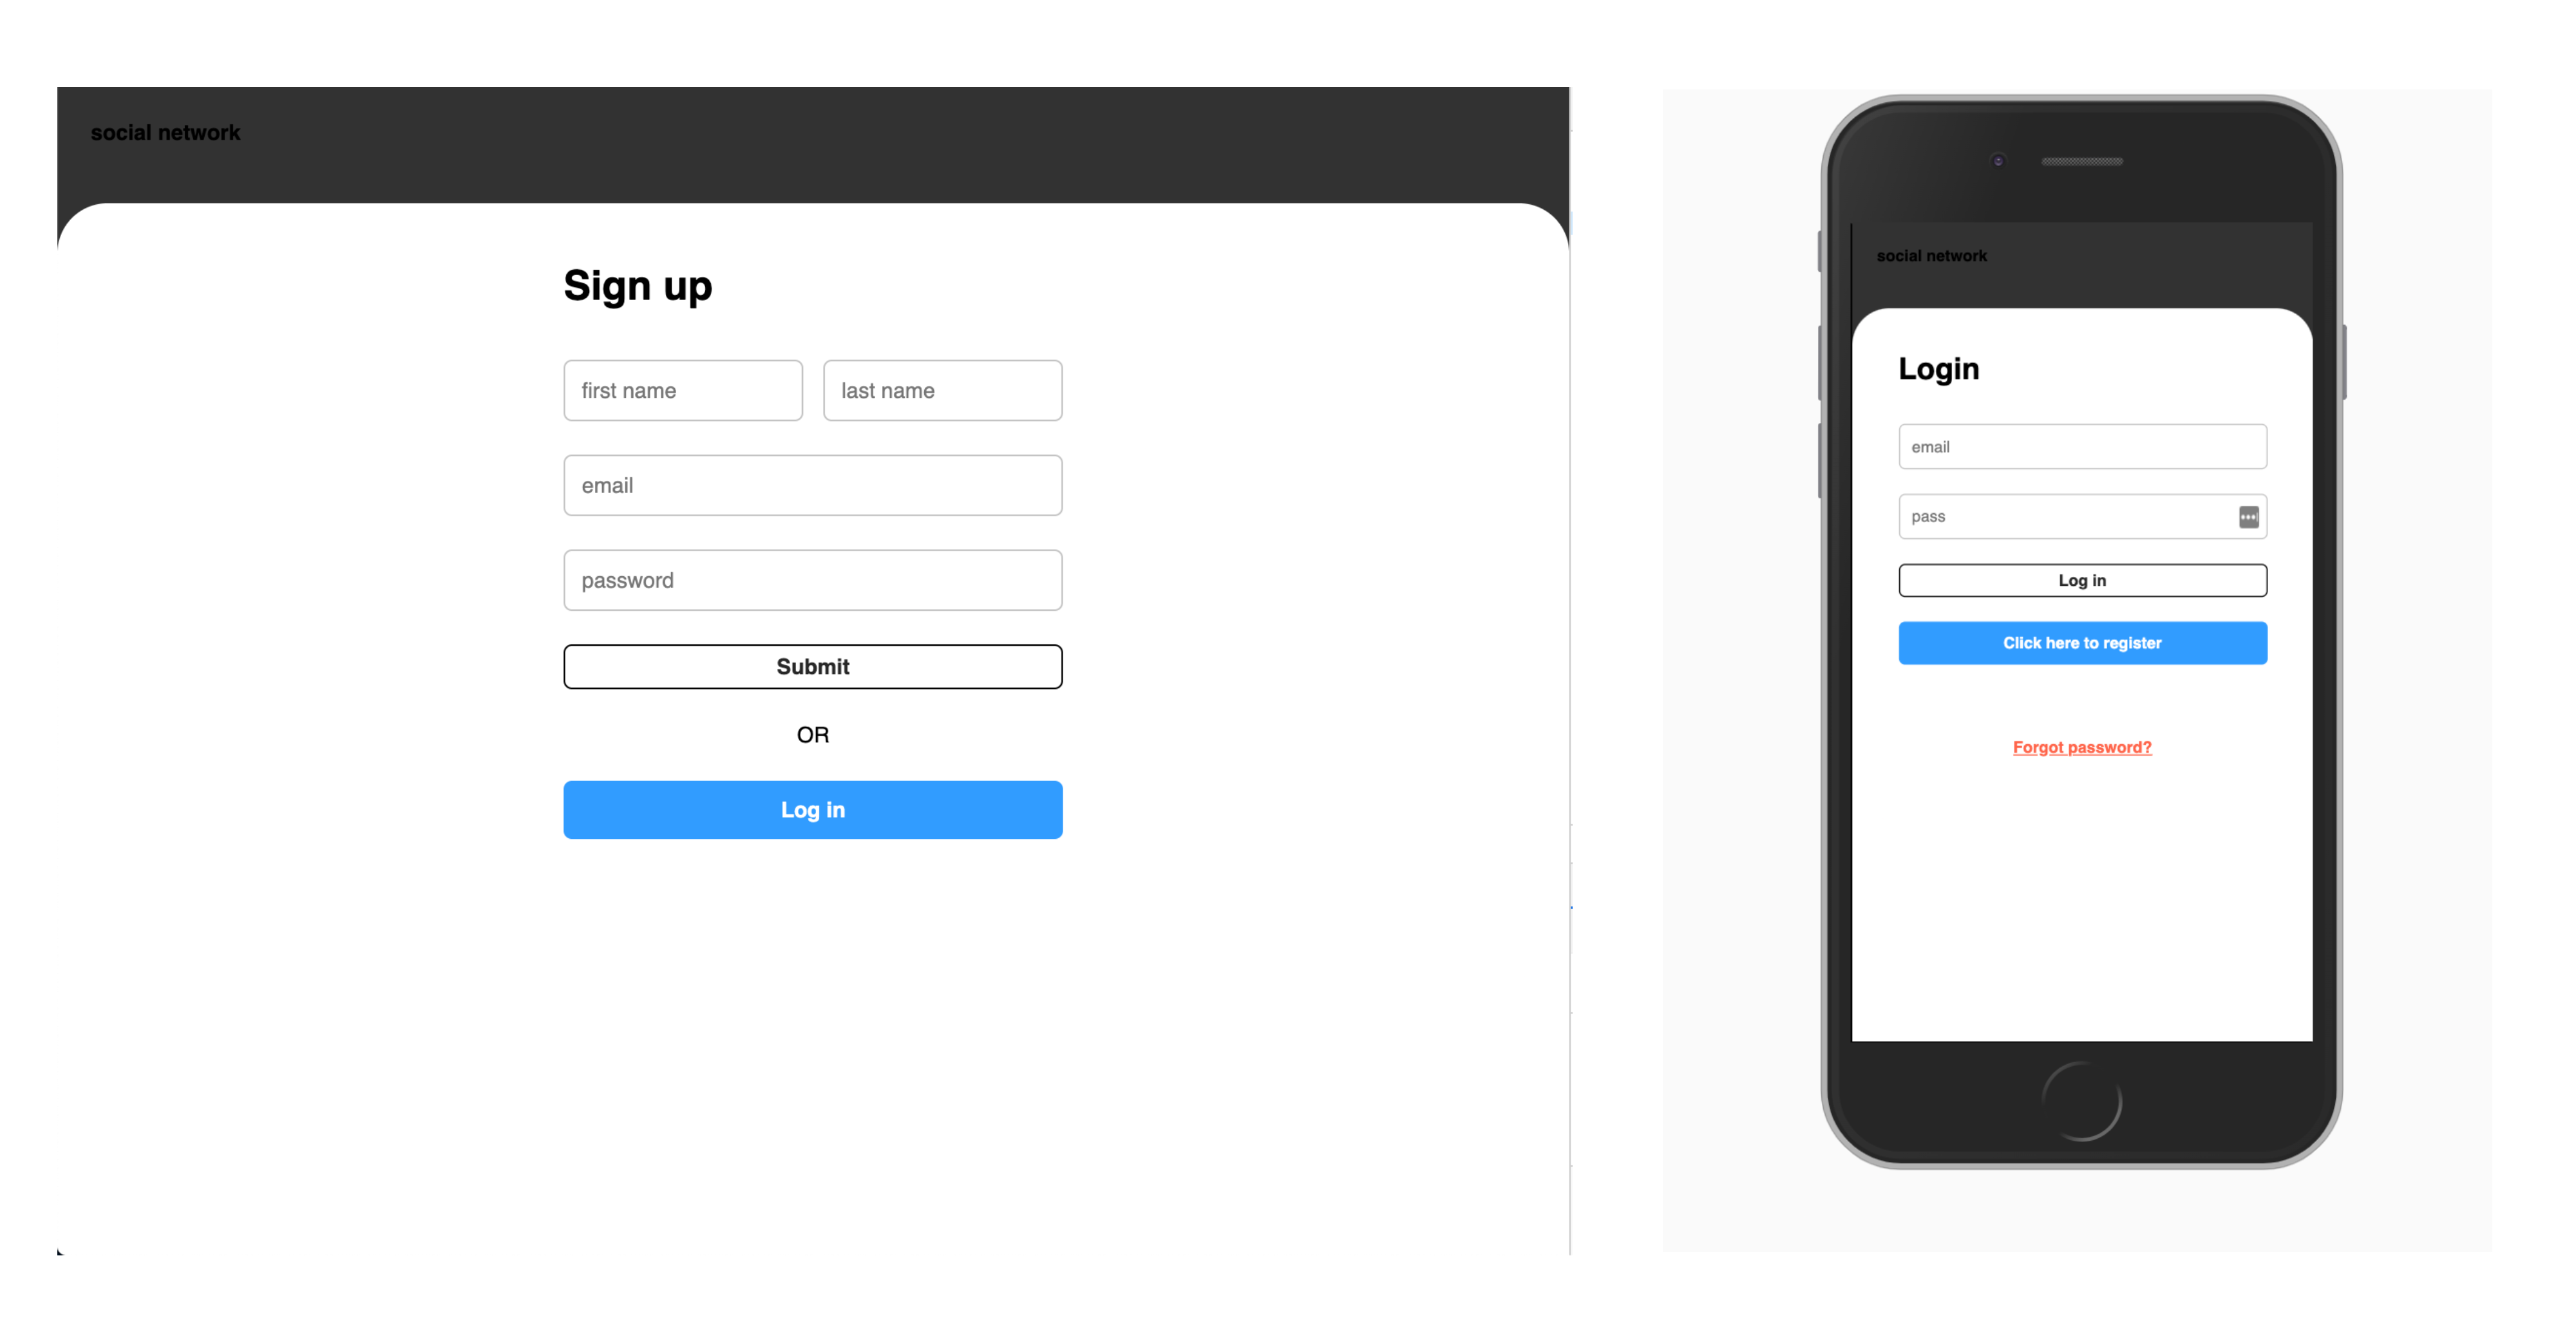 social network
Sign up
first name last name
email
password
Submit
OR
Log in
social network
Login
email
pass
Log in
Click here to register
Forgot password?